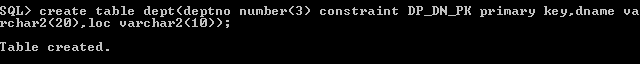 SQL> create table dept(deptno number(3) constraint DP_DN_PK primary key,dname va
rchar2(20),loc varchar2(10));
Table created.